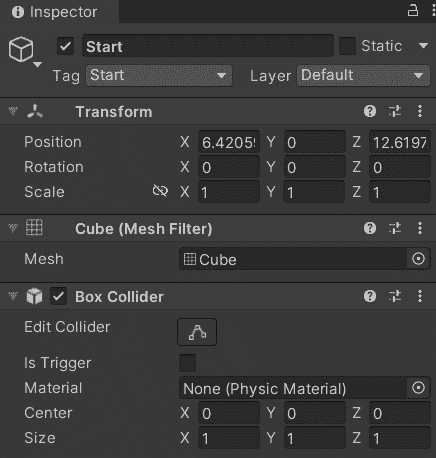 Inspector
Start
Static
Tag Start Layer Default
Transform
Position X 6.4205 Y 0 Z 12.6197
Rotation X 0 Y 0 Z 0
Scale X 1 Y 1 Z 1
Cube (Mesh Filter)
Mesh Cube
Box Collider
Edit Collider
Is Trigger
Material None (Physic Material)
Center X 0 Y 0 Z 0
Size X 1 Y 1 Z 1